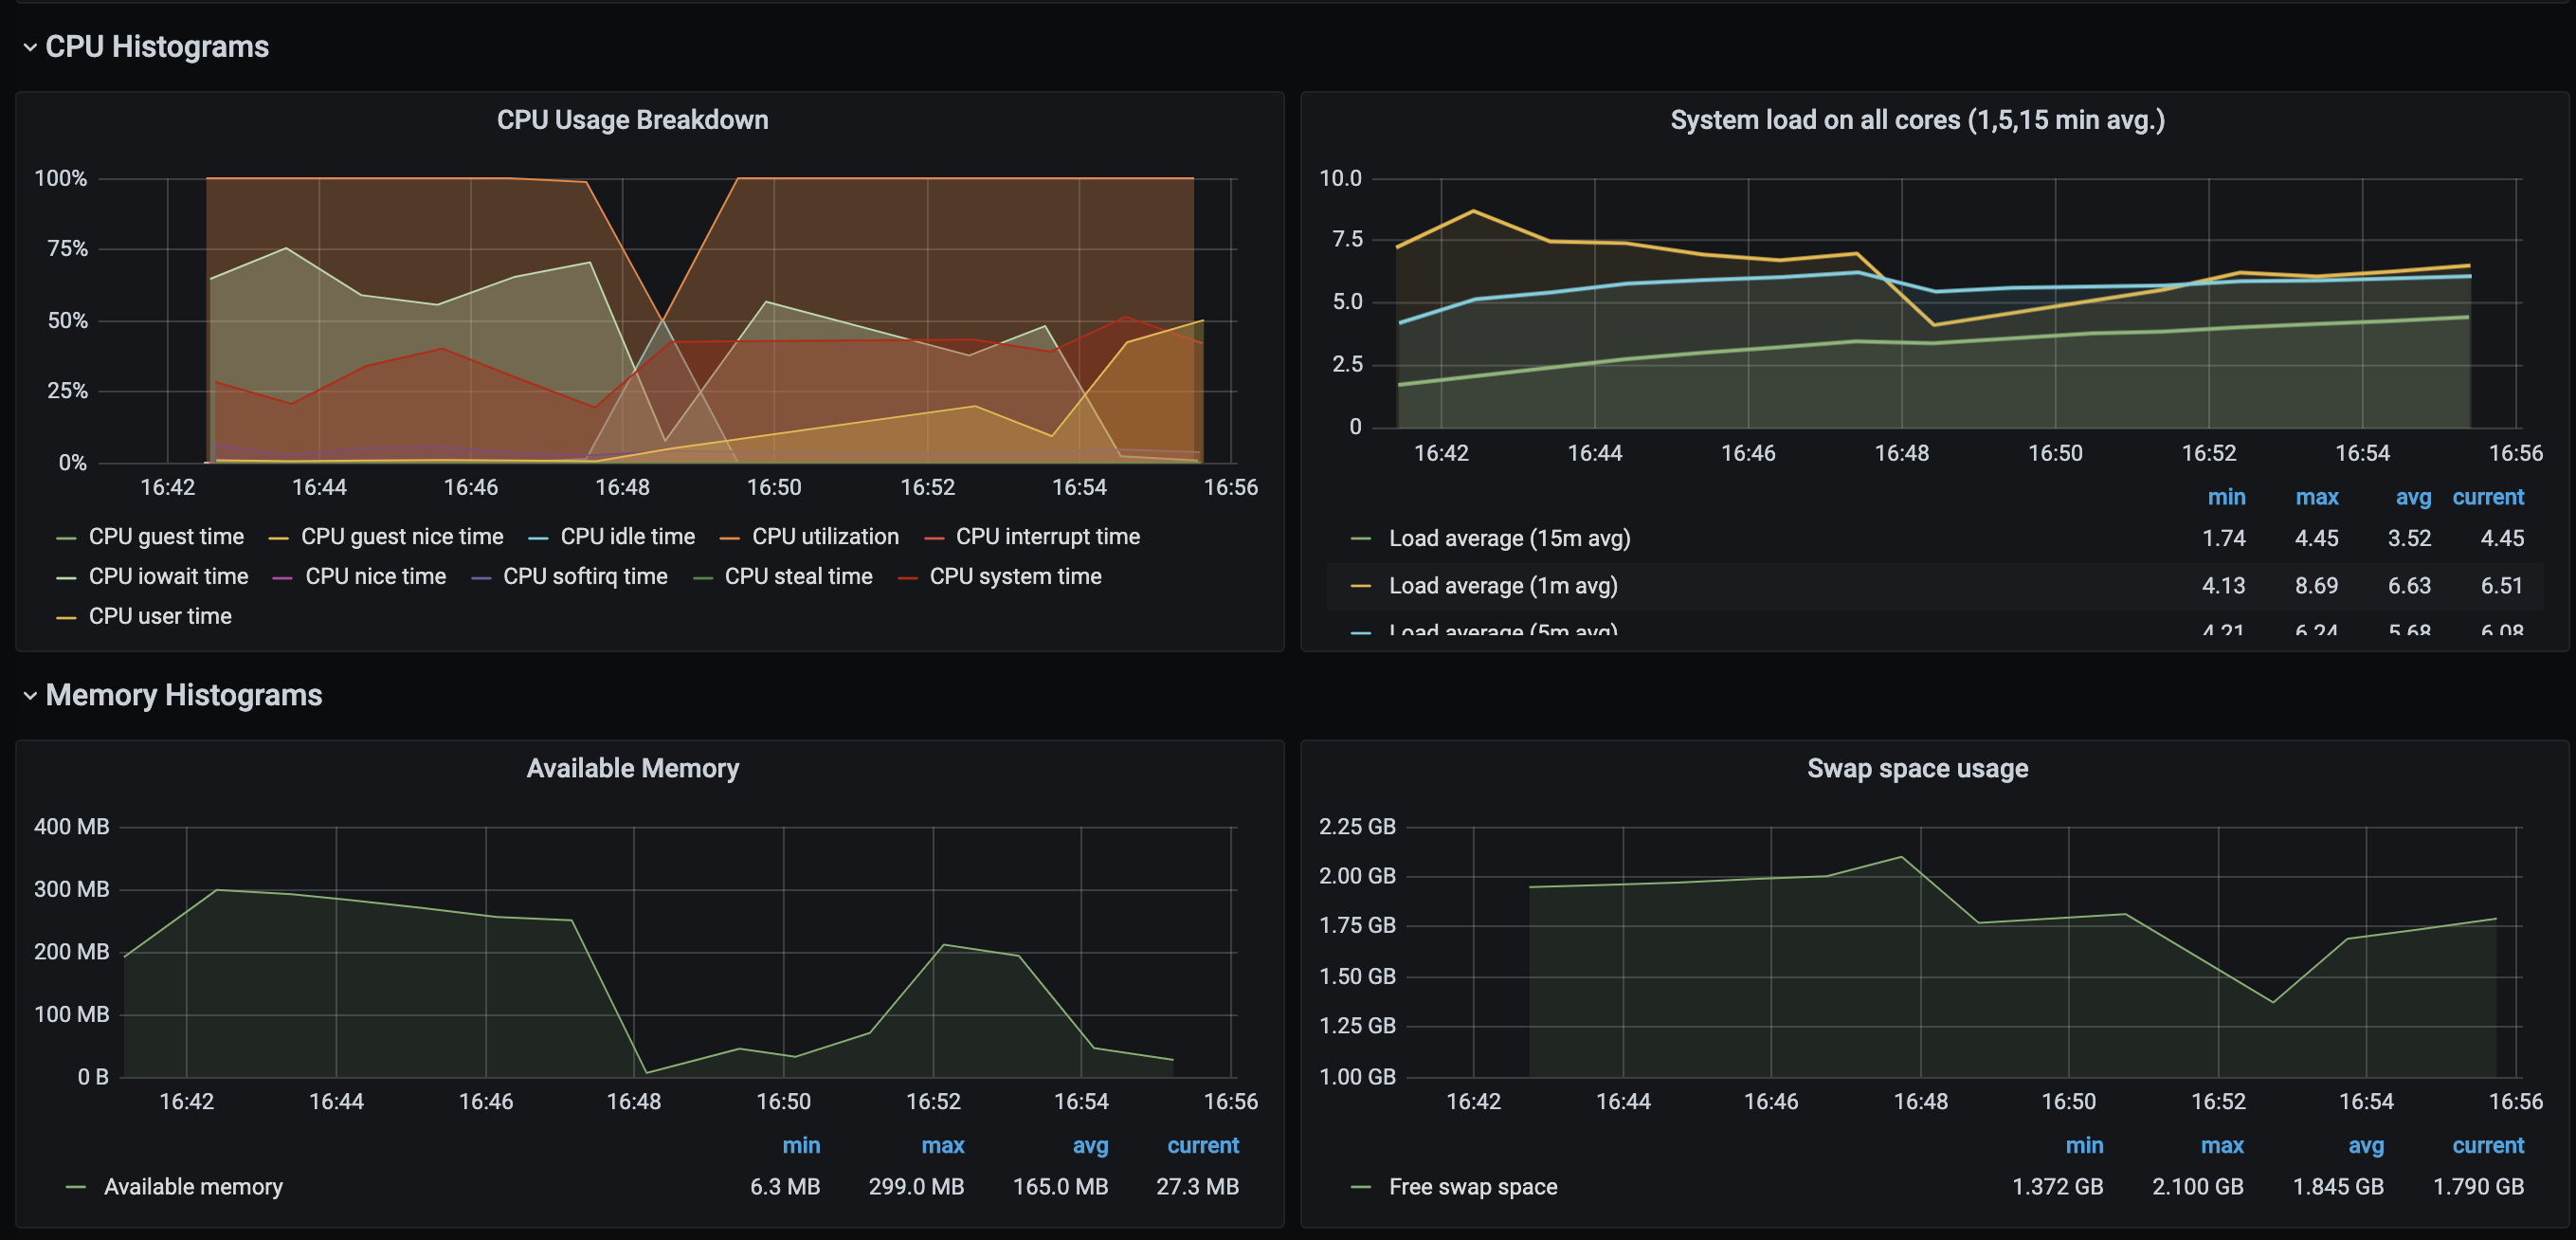 CPU Histograms
CPU Usage Breakdown
100%
75%
50%
25%
0%
16:42 16:44 16:46 16:48 16:50 16:52 16:54 16:56
CPU guest time CPU guest nice time CPU idle time CPU utilization CPU interrupt time
CPU iowait time CPU nice time CPU softirq time CPU steal time CPU system time
CPU user time
System load on all cores (1,5,15 min avg.)
10.0
7.5
5.0
2.5
0
16:42 16:44 16:46 16:48 16:50 16:52 16:54 16:56
min max avg current
Load average (15m avg) 1.74 4.45 3.52 4.45
Load average (1m avg) 4.13 8.69 6.63 6.51
Load average (5m avg) 4.21 6.24 5.68 6.08
Memory Histograms
Available Memory
400 MB
300 MB
200 MB
100 MB
0 B
16:42 16:44 16:46 16:48 16:50 16:52 16:54 16:56
min max avg current
Available memory 6.3 MB 299.0 MB 165.0 MB 27.3 MB
Swap space usage
2.25 GB
2.00 GB
1.75 GB
1.50 GB
1.25 GB
1.00 GB
16:42 16:44 16:46 16:48 16:50 16:52 16:54 16:56
min max avg current
Free swap space 1.372 GB 2.100 GB 1.845 GB 1.790 GB